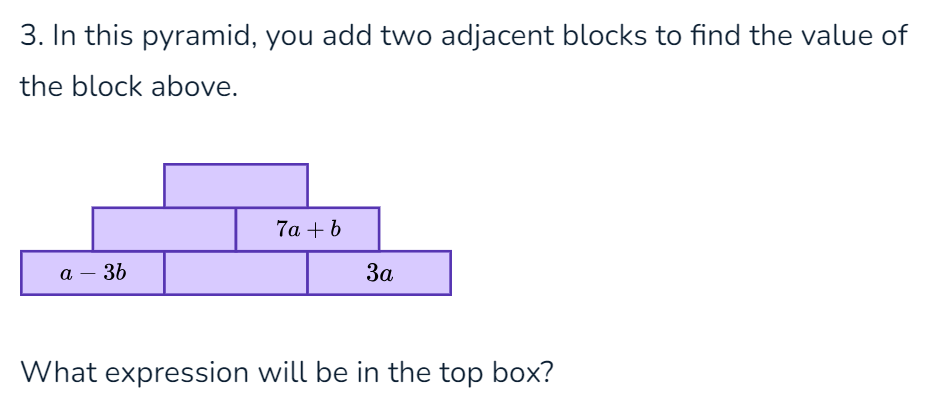 3. In this pyramid, you add two adjacent blocks to find the value of
the block above.
7a + b
a − 3b
3a
What expression will be in the top box?